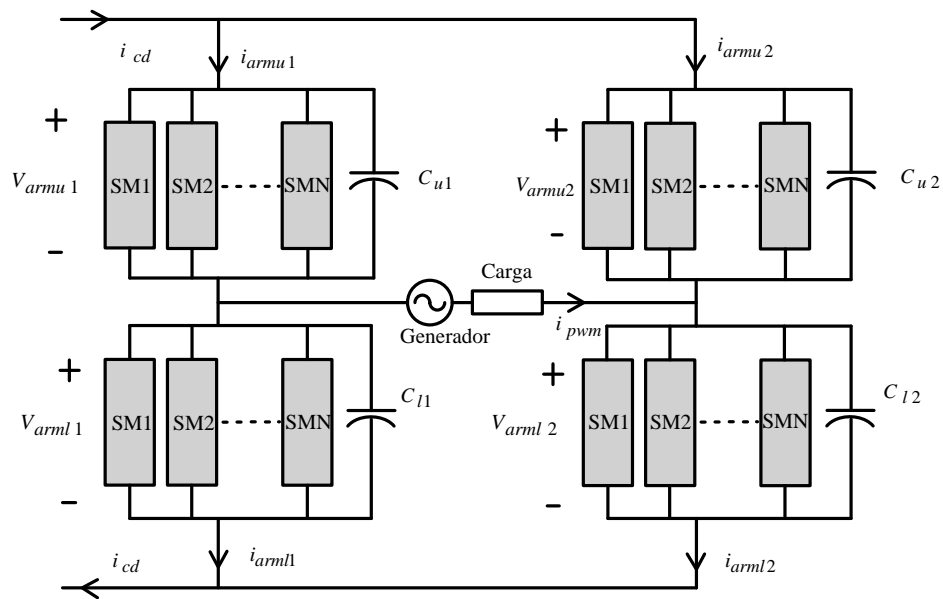 i cd
i armu 1
i armu 2
+
V armu 1
-
SM1 SM2 SMN
C u 1
+
V armu2
-
SM1 SM2 SMN
C u 2
Carga
Generador
i pwm
+
V arml 1
-
SM1 SM2 SMN
C l1
+
V arml 2
-
SM1 SM2 SMN
C l 2
i cd
i arml1
i arml2